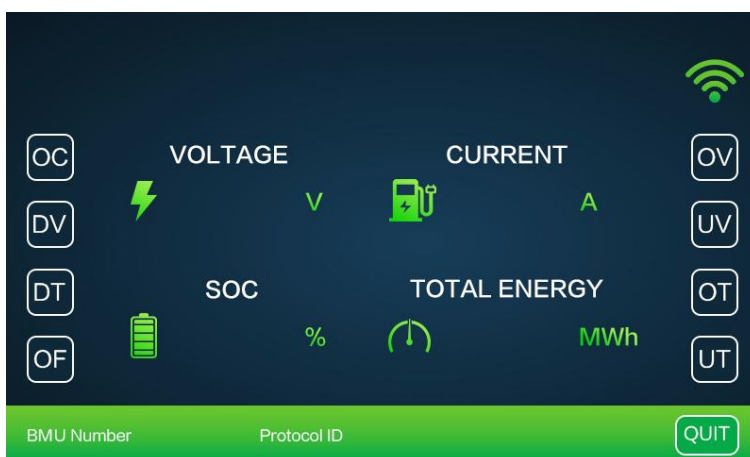 OC VOLTAGE CURRENT OV
V A
DV UV
DT SOC TOTAL ENERGY OT
% MWh
OF UT
BMU Number Protocol ID QUIT